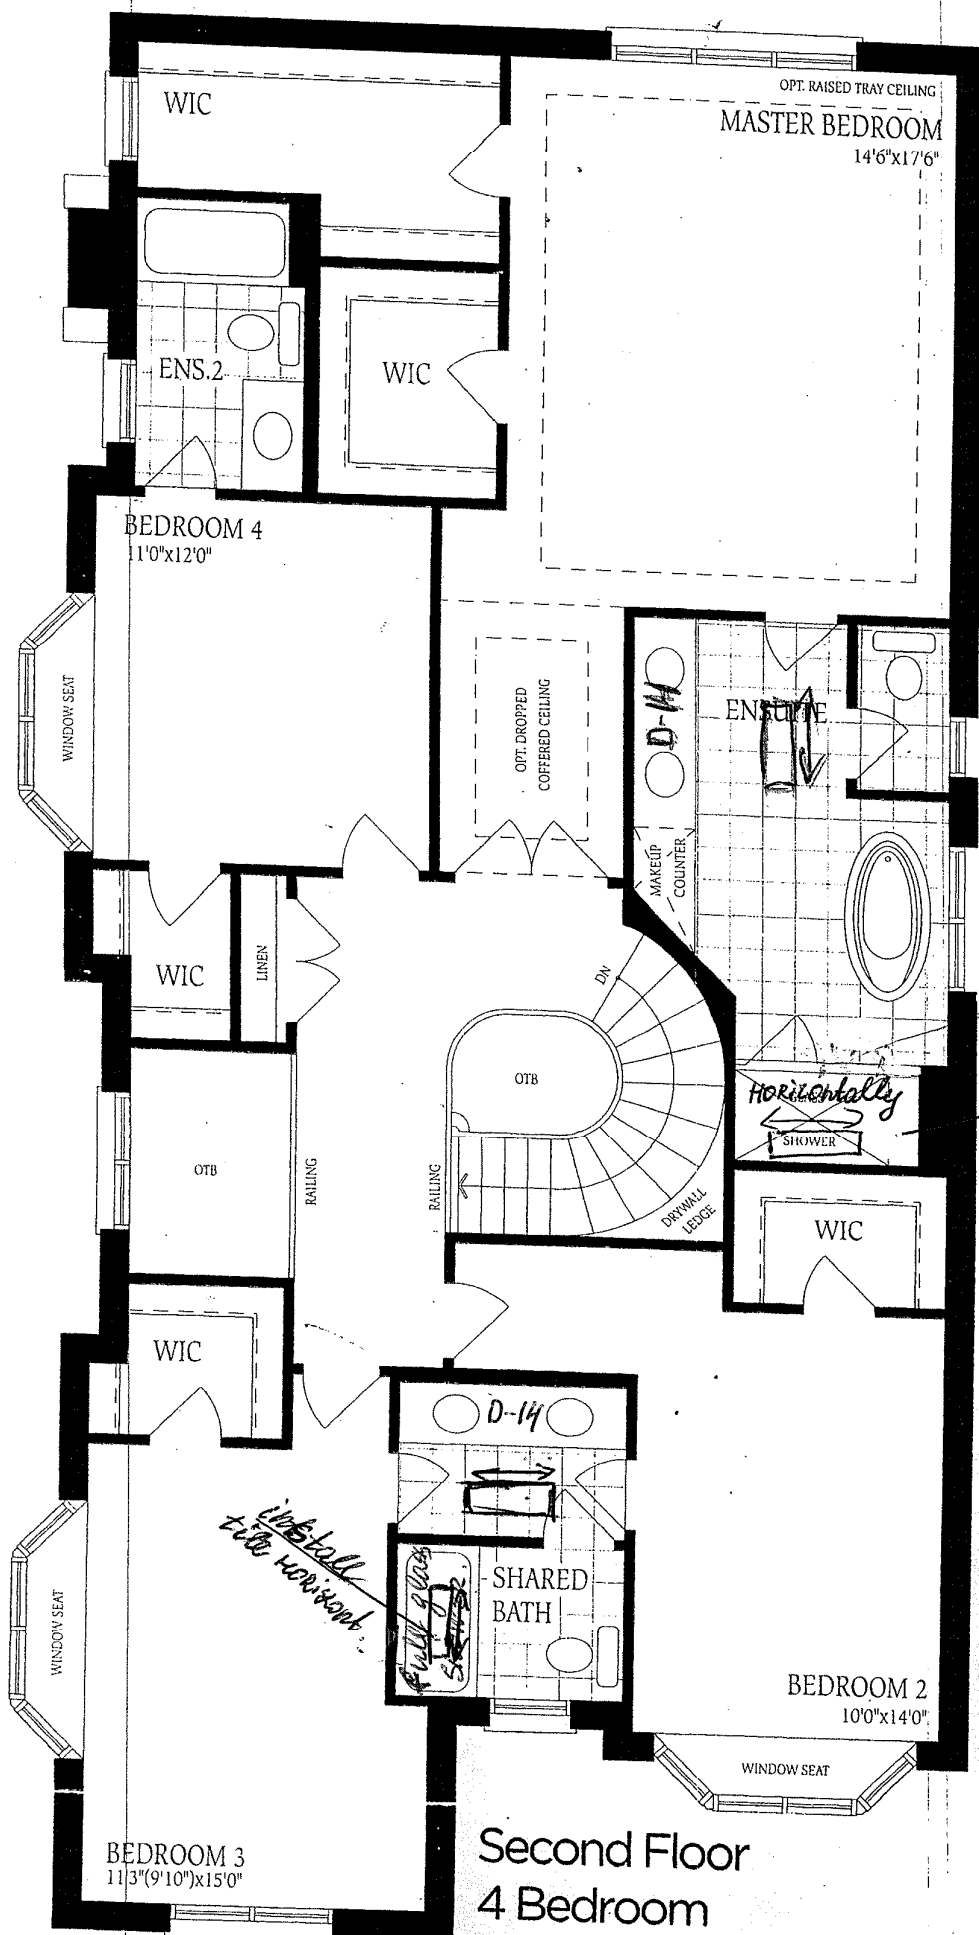 OPT. RAISED TRAY CEILING
MASTER BEDROOM
14'6"x17'6"
WIC
WIC
ENS.2
BEDROOM 4
11'0"x12'0"
WINDOW SEAT
OPT. DROPPED
COFFERED CEILING
D-14
ENSUITE
MAKEUP
COUNTER
WIC
LINEN
DN
OTB
OTB
RAILING
RAILING
DRYWALL
LEDGE
HORIZontally
SHOWER
WIC
WIC
D-14
install
tile horizont.
Full glass
SHARED
BATH
WINDOW SEAT
BEDROOM 2
10'0"x14'0"
WINDOW SEAT
BEDROOM 3
11'3"(9'10")x15'0"
Second Floor
4 Bedroom